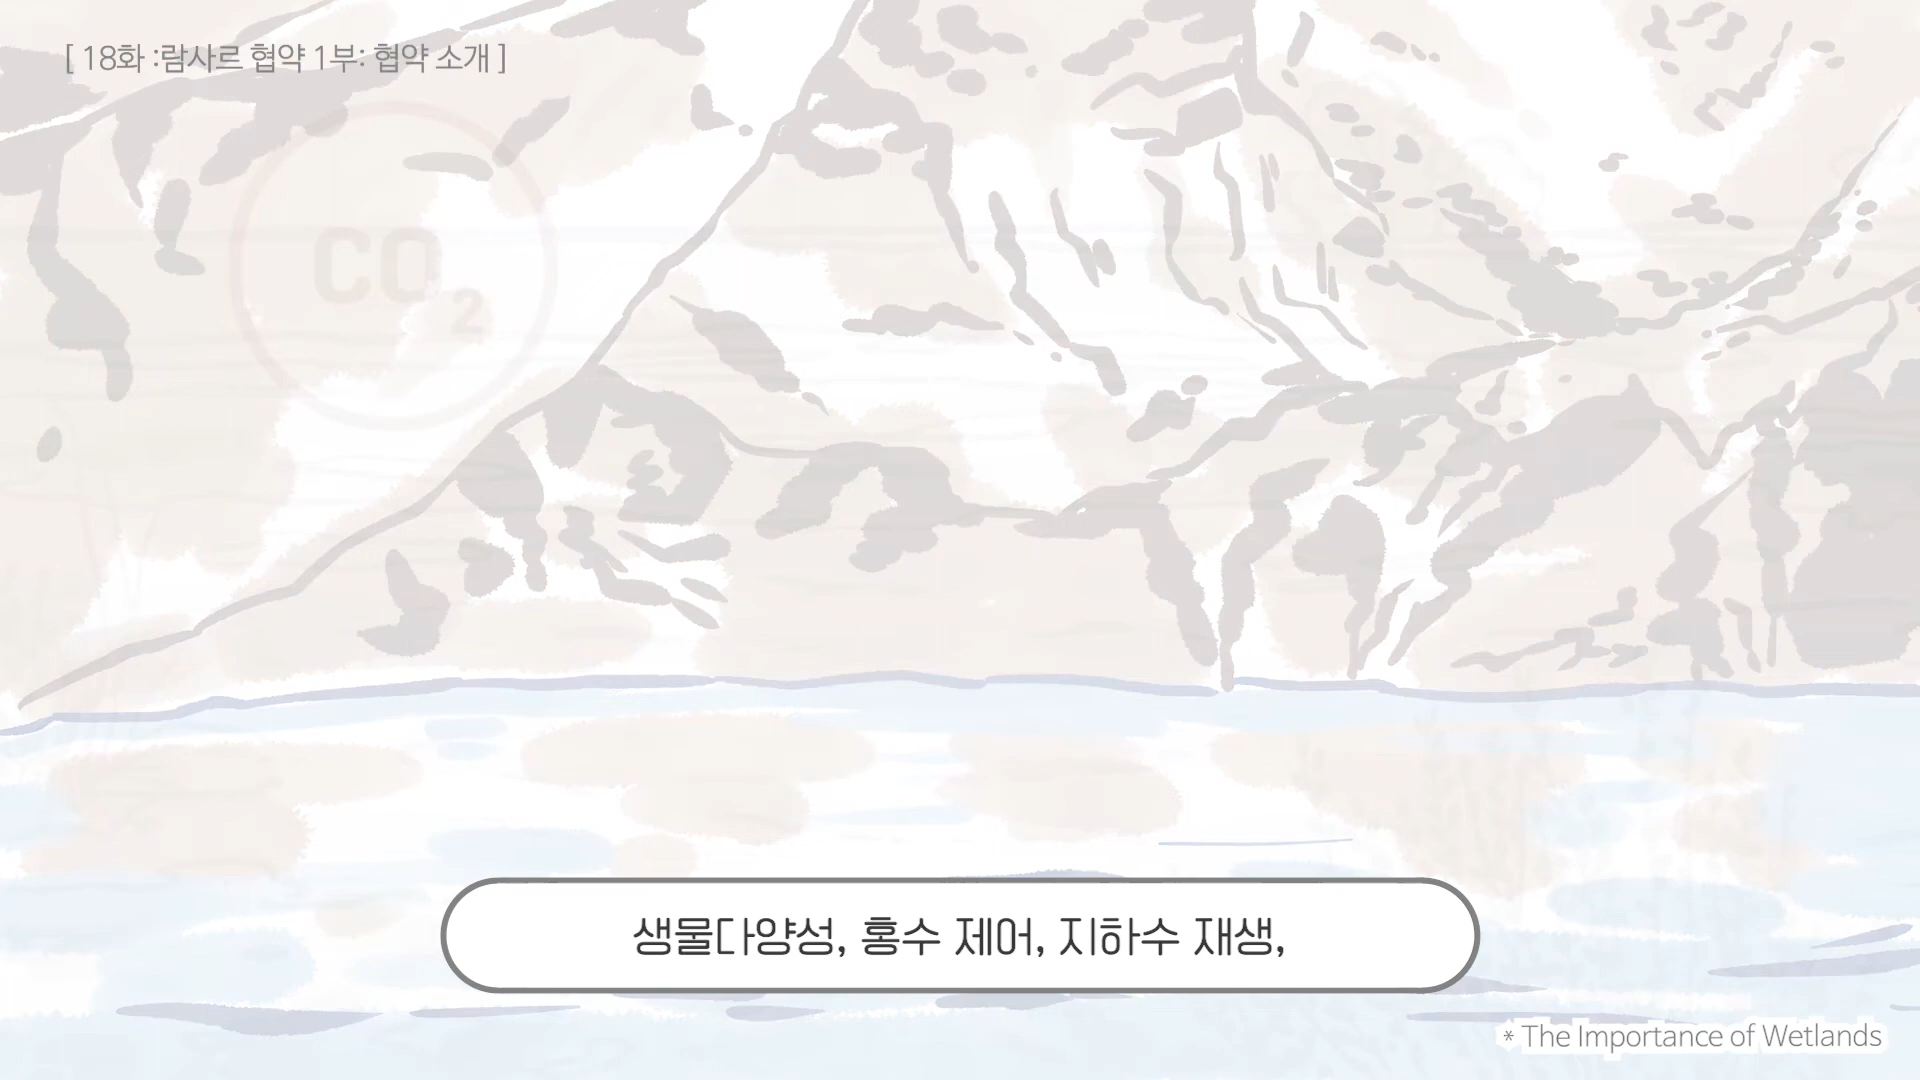 [ 18화 :람사르 협약 1부: 협약 소개 ]
CO2
생물다양성, 홍수 제어, 지하수 재생,
* The Importance of Wetlands